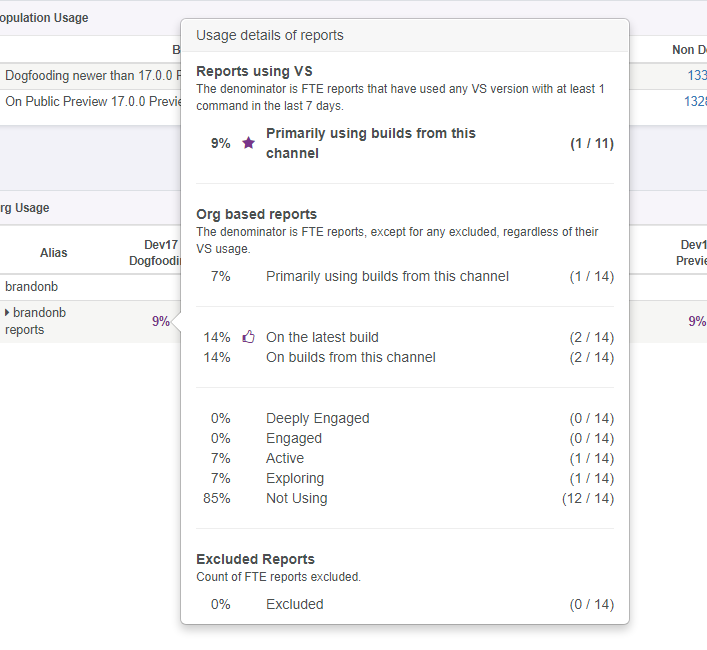 opulation Usage
Usage details of reports
B
Non D
Dogfooding newer than 17.0.0 F
133
On Public Preview 17.0.0 Previe
1328
Reports using VS
The denominator is FTE reports that have used any VS version with at least 1
command in the last 7 days.
9% Primarily using builds from this
channel
(1 / 11)
rg Usage
Org based reports
The denominator is FTE reports, except for any excluded, regardless of their
VS usage.
Alias
Dev17
Dogfoodin
Dev1
Previe
7% Primarily using builds from this channel (1 / 14)
brandonb
brandonb
reports
9%
9%
14% On the latest build (2 / 14)
14% On builds from this channel (2 / 14)
0% Deeply Engaged (0 / 14)
0% Engaged (0 / 14)
7% Active (1 / 14)
7% Exploring (1 / 14)
85% Not Using (12 / 14)
Excluded Reports
Count of FTE reports excluded.
0% Excluded (0 / 14)